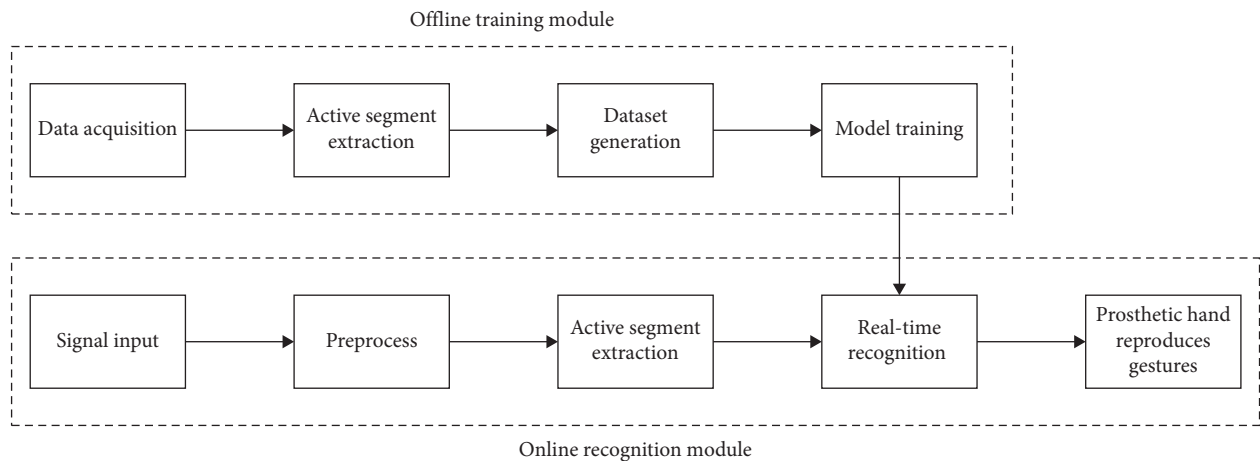 Offline training module
Data acquisition
Active segment
extraction
Dataset
generation
Model training
Signal input
Preprocess
Active segment
extraction
Real-time
recognition
Prosthetic hand
reproduces
gestures
Online recognition module